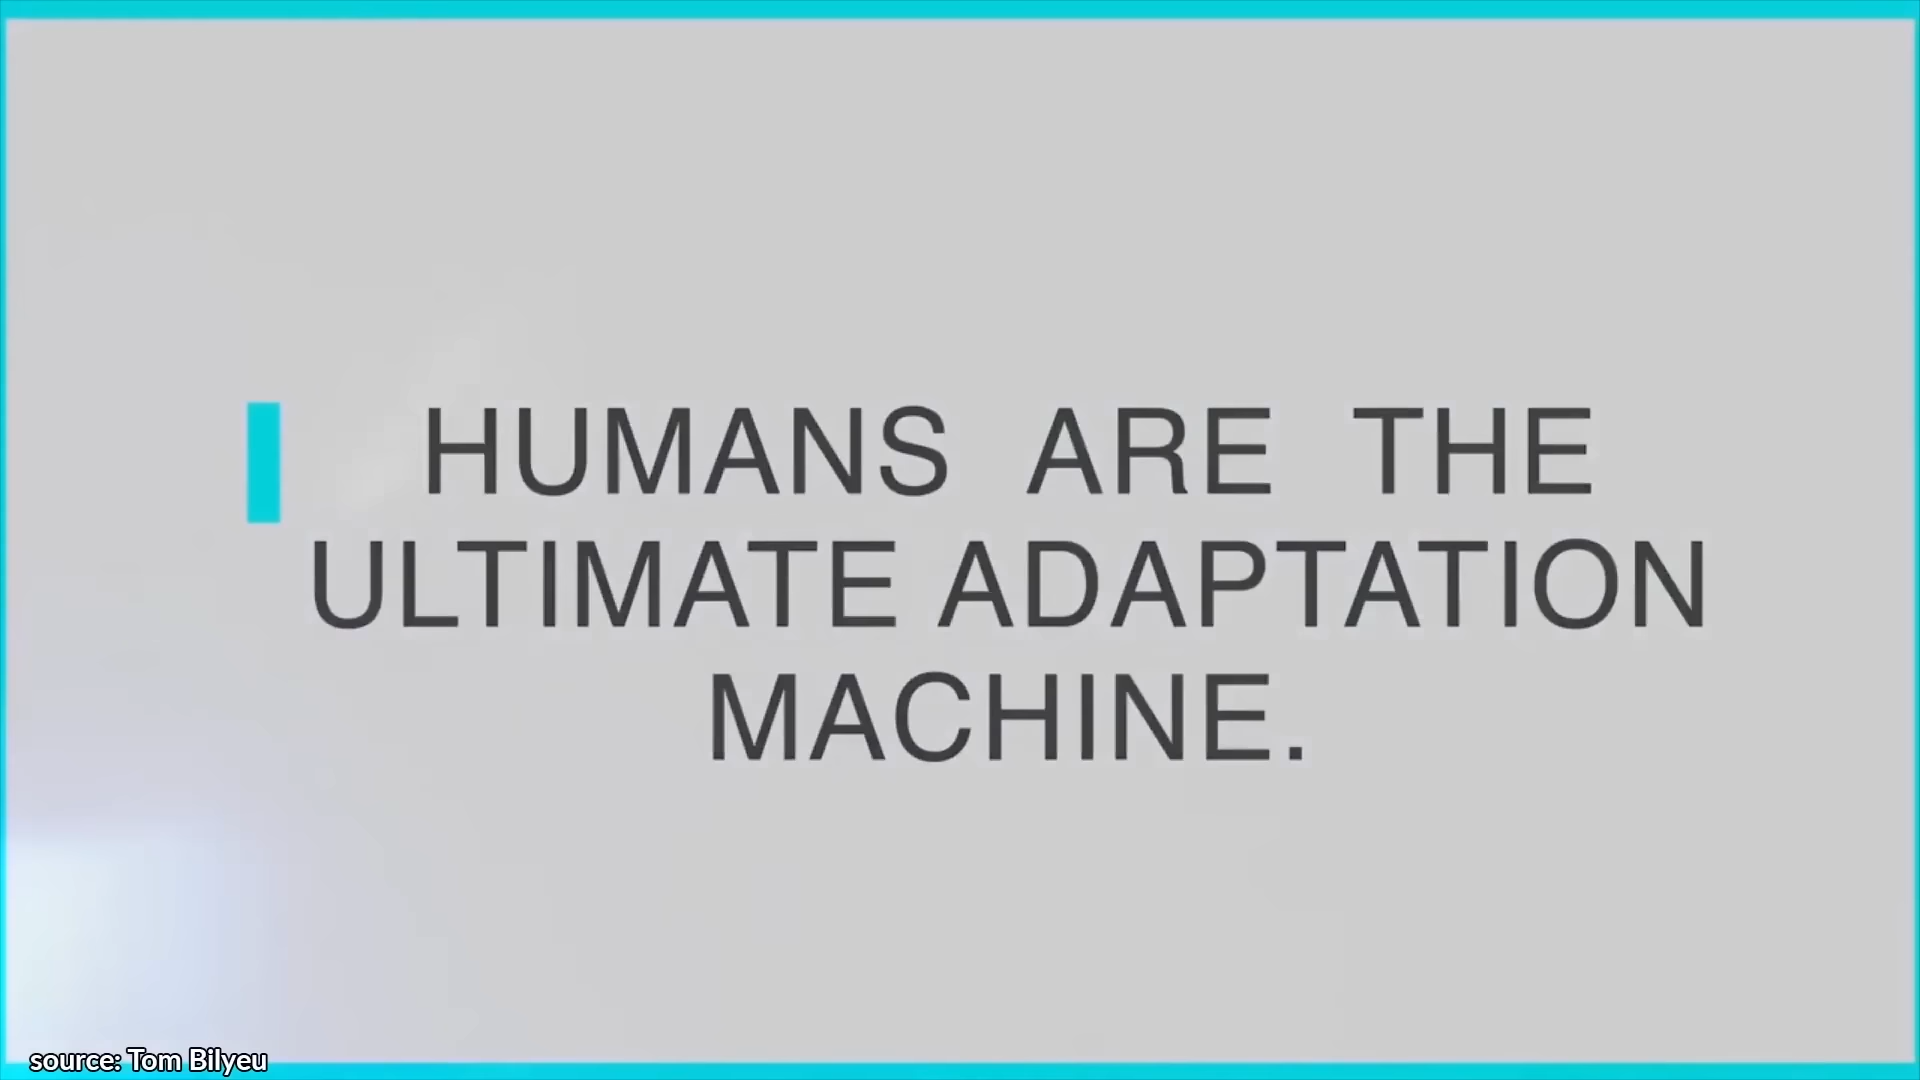 HUMANS ARE THE
ULTIMATE ADAPTATION
MACHINE.
source: Tom Bilyeu